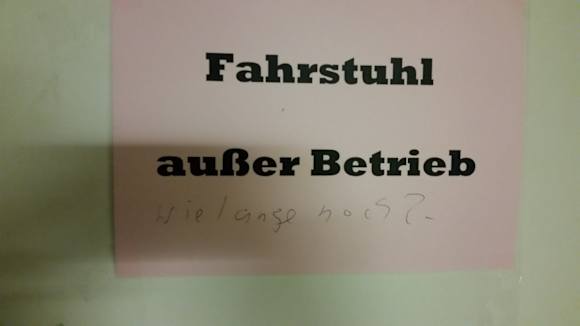 Fahrstuhl
außer Betrieb
wie lange noch?